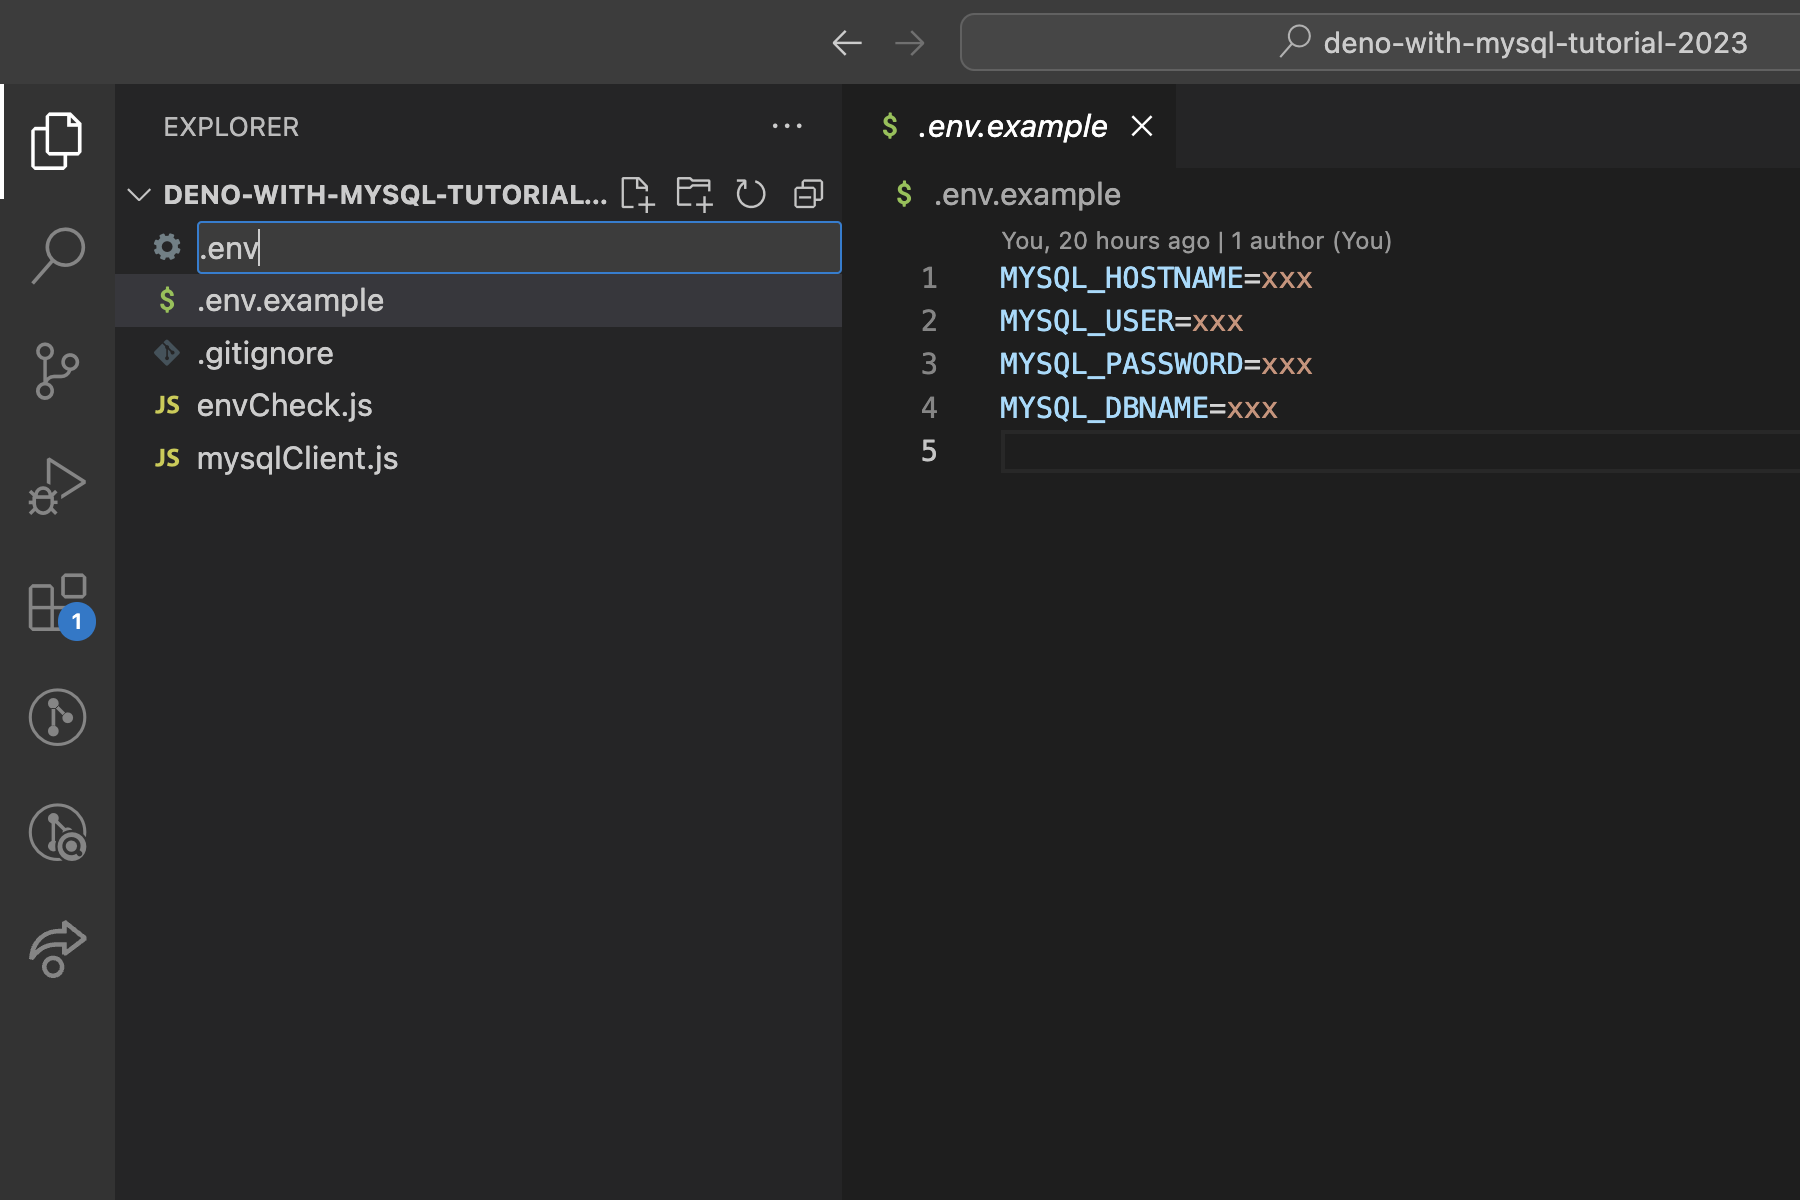 deno-with-mysql-tutorial-2023
EXPLORER
...
DENO-WITH-MYSQL-TUTORIAL...
.env
$ .env.example
.gitignore
JS envCheck.js
JS mysqlClient.js
1
$ .env.example
$ .env.example
You, 20 hours ago | 1 author (You)
1 MYSQL_HOSTNAME=xxx
2 MYSQL_USER=xxx
3 MYSQL_PASSWORD=xxx
4 MYSQL_DBNAME=xxx
5